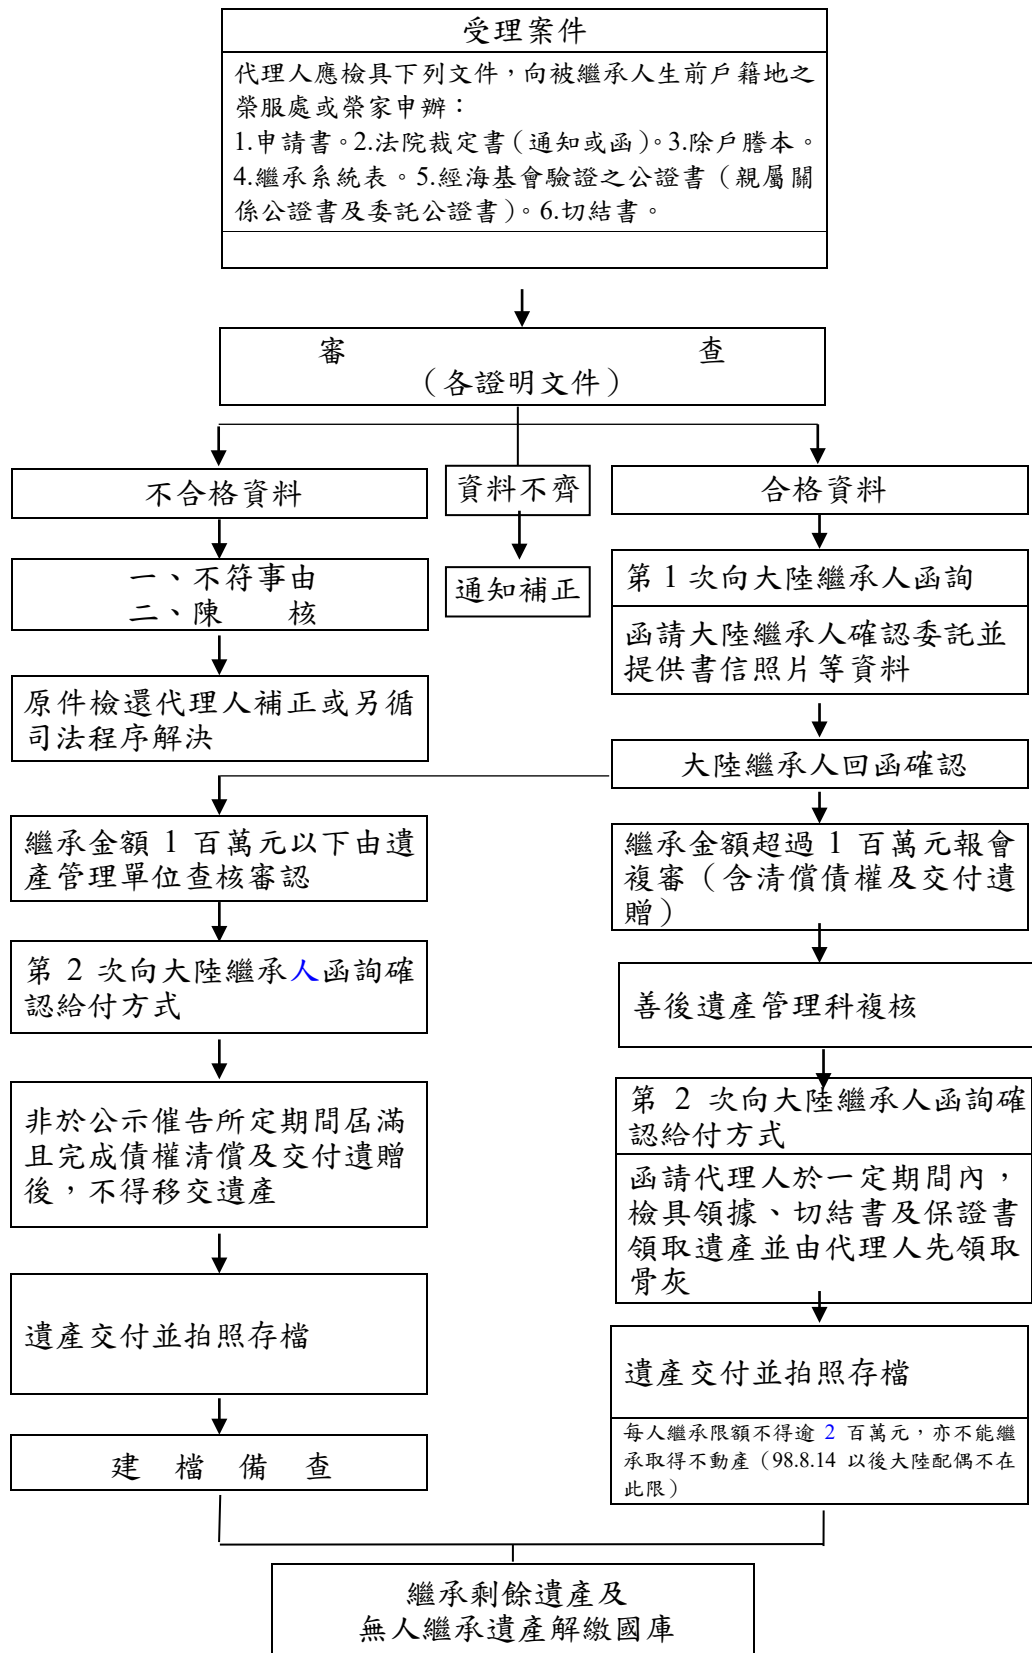 受理案件
代理人應檢具下列文件，向被繼承人生前戶籍地之
榮服處或榮家申辦：
1.申請書。2.法院裁定書（通知或函）。3.除戶謄本。
4.繼承系統表。5.經海基會驗證之公證書（親屬關
係公證書及委託公證書）。6.切結書。
審 查
（各證明文件）
不合格資料
資料不齊
合格資料
一、不符事由
二、陳 核
通知補正
第 1 次向大陸繼承人函詢
函請大陸繼承人確認委託並
提供書信照片等資料
原件檢還代理人補正或另循
司法程序解決
大陸繼承人回函確認
繼承金額 1 百萬元以下由遺
產管理單位查核審認
繼承金額超過 1 百萬元報會
複審（含清償債權及交付遺
贈）
第 2 次向大陸繼承人函詢確
認給付方式
善後遺產管理科複核
非於公示催告所定期間屆滿
且完成債權清償及交付遺贈
後，不得移交遺產
第 2 次向大陸繼承人函詢確
認給付方式
函請代理人於一定期間內，
檢具領據、切結書及保證書
領取遺產並由代理人先領取
骨灰
遺產交付並拍照存檔
遺產交付並拍照存檔
每人繼承限額不得逾 2 百萬元，亦不能繼
承取得不動產（98.8.14 以後大陸配偶不在
此限）
建 檔 備 查
繼承剩餘遺產及
無人繼承遺產解繳國庫